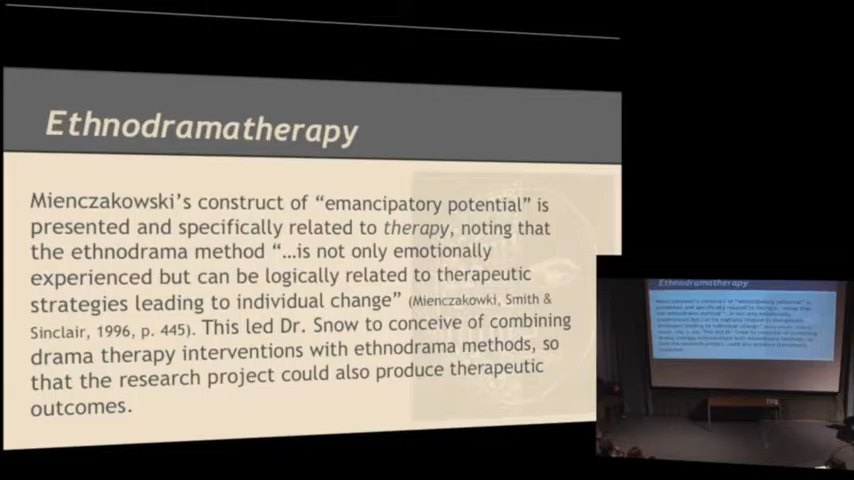 Ethnodramatherapy
Mienczakowski's construct of "emancipatory potential" is
presented and specifically related to therapy, noting that
the ethnodrama method "...is not only emotionally
experienced but can be logically related to therapeutic
strategies leading to individual change" (Mienczakowki, Smith &
Sinclair, 1996, p. 445). This led Dr. Snow to conceive of combining
drama therapy interventions with ethnodrama methods, so
that the research project could also produce therapeutic
outcomes.
Ethnodramatherapy